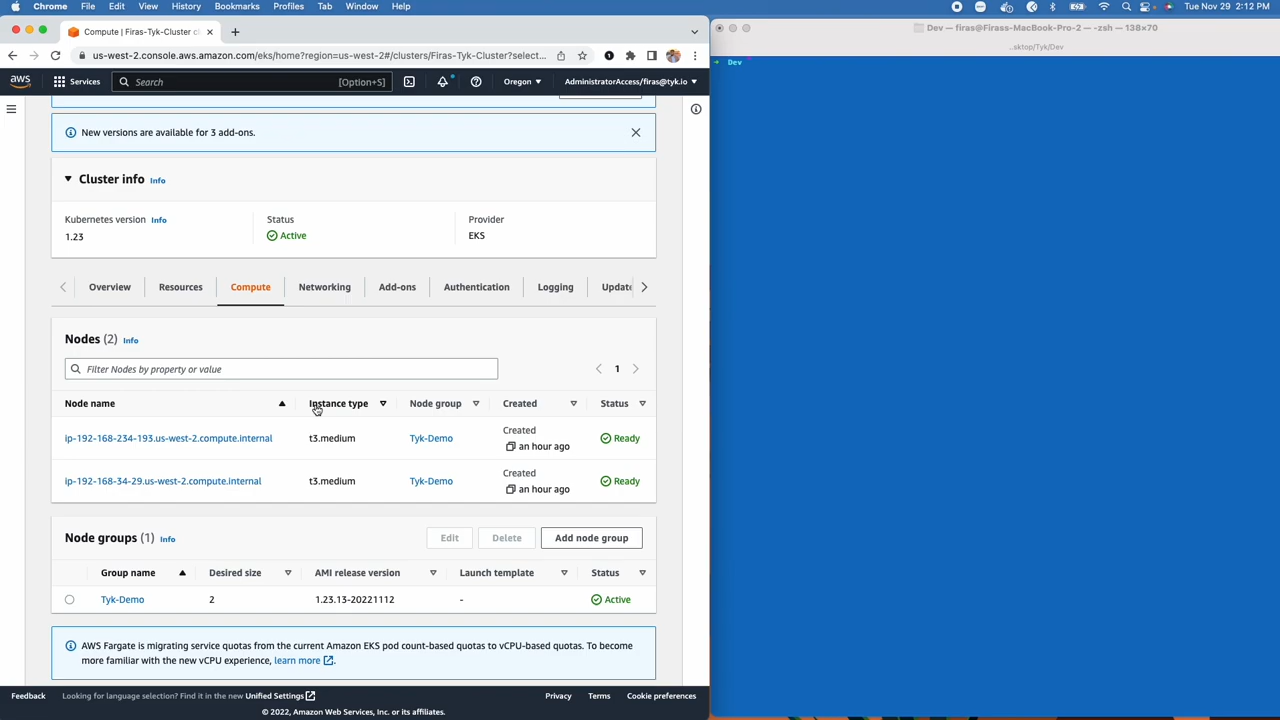 Chrome File Edit View History Bookmarks Profiles Tab Window Help Tue Nov 29 2:12 PM
Compute | Firas-Tyk-Cluster c
us-west-2.console.aws.amazon.com/eks/home?region=us-west-2#/clusters/Firas-Tyk-Cluster?select...
aws Services Search [Option+S] Oregon AdministratorAccess/firas@tyk.io
New versions are available for 3 add-ons.
Cluster info Info
Kubernetes version Info Status Provider
1.23 Active EKS
Overview Resources Compute Networking Add-ons Authentication Logging Update
Nodes (2) Info
Filter Nodes by property or value 1
Node name Instance type Node group Created Status
ip-192-168-234-193.us-west-2.compute.internal t3.medium Tyk-Demo Created an hour ago Ready
ip-192-168-34-29.us-west-2.compute.internal t3.medium Tyk-Demo Created an hour ago Ready
Node groups (1) Info Edit Delete Add node group
Group name Desired size AMI release version Launch template Status
Tyk-Demo 2 1.23.13-20221112 - Active
AWS Fargate is migrating service quotas from the current Amazon EKS pod count-based quotas to vCPU-based quotas. To
become more familiar with the new vCPU experience, learn more.
Feedback Looking for language selection? Find it in the new Unified Settings Privacy Terms Cookie preferences
© 2022, Amazon Web Services, Inc. or its affiliates.
Dev — firas@Firass-MacBook-Pro-2 — -zsh — 138×70
..sktop/Tyk/Dev
Dev